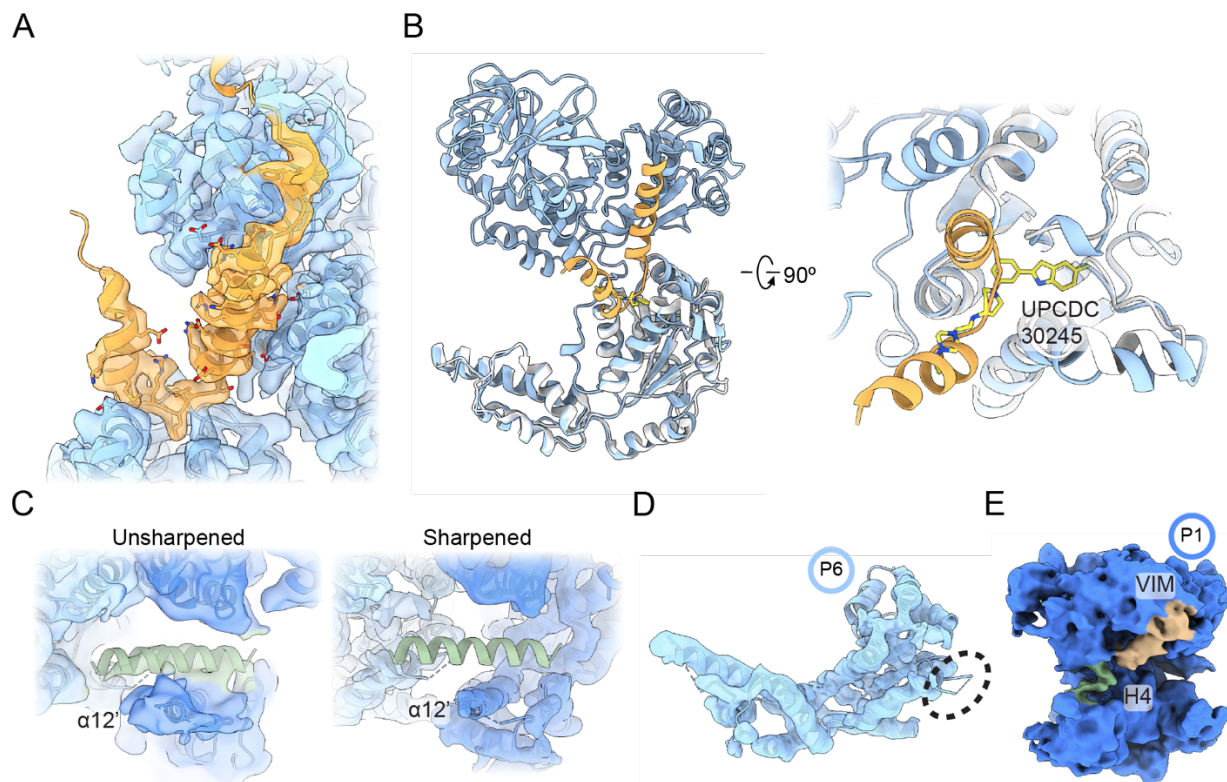 A
B
90º
UPCDC
30245
C
Unsharpened
Sharpened
α12’
α12’
D
P6
E
P1
VIM
H4